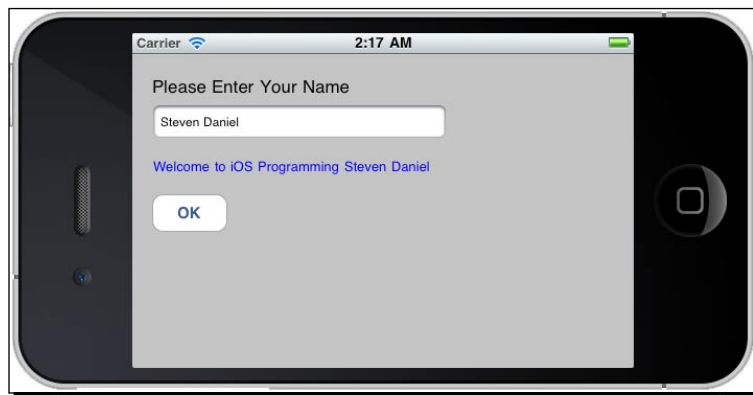 Carrier 2:17 AM
Please Enter Your Name
Steven Daniel
Welcome to iOS Programming Steven Daniel
OK